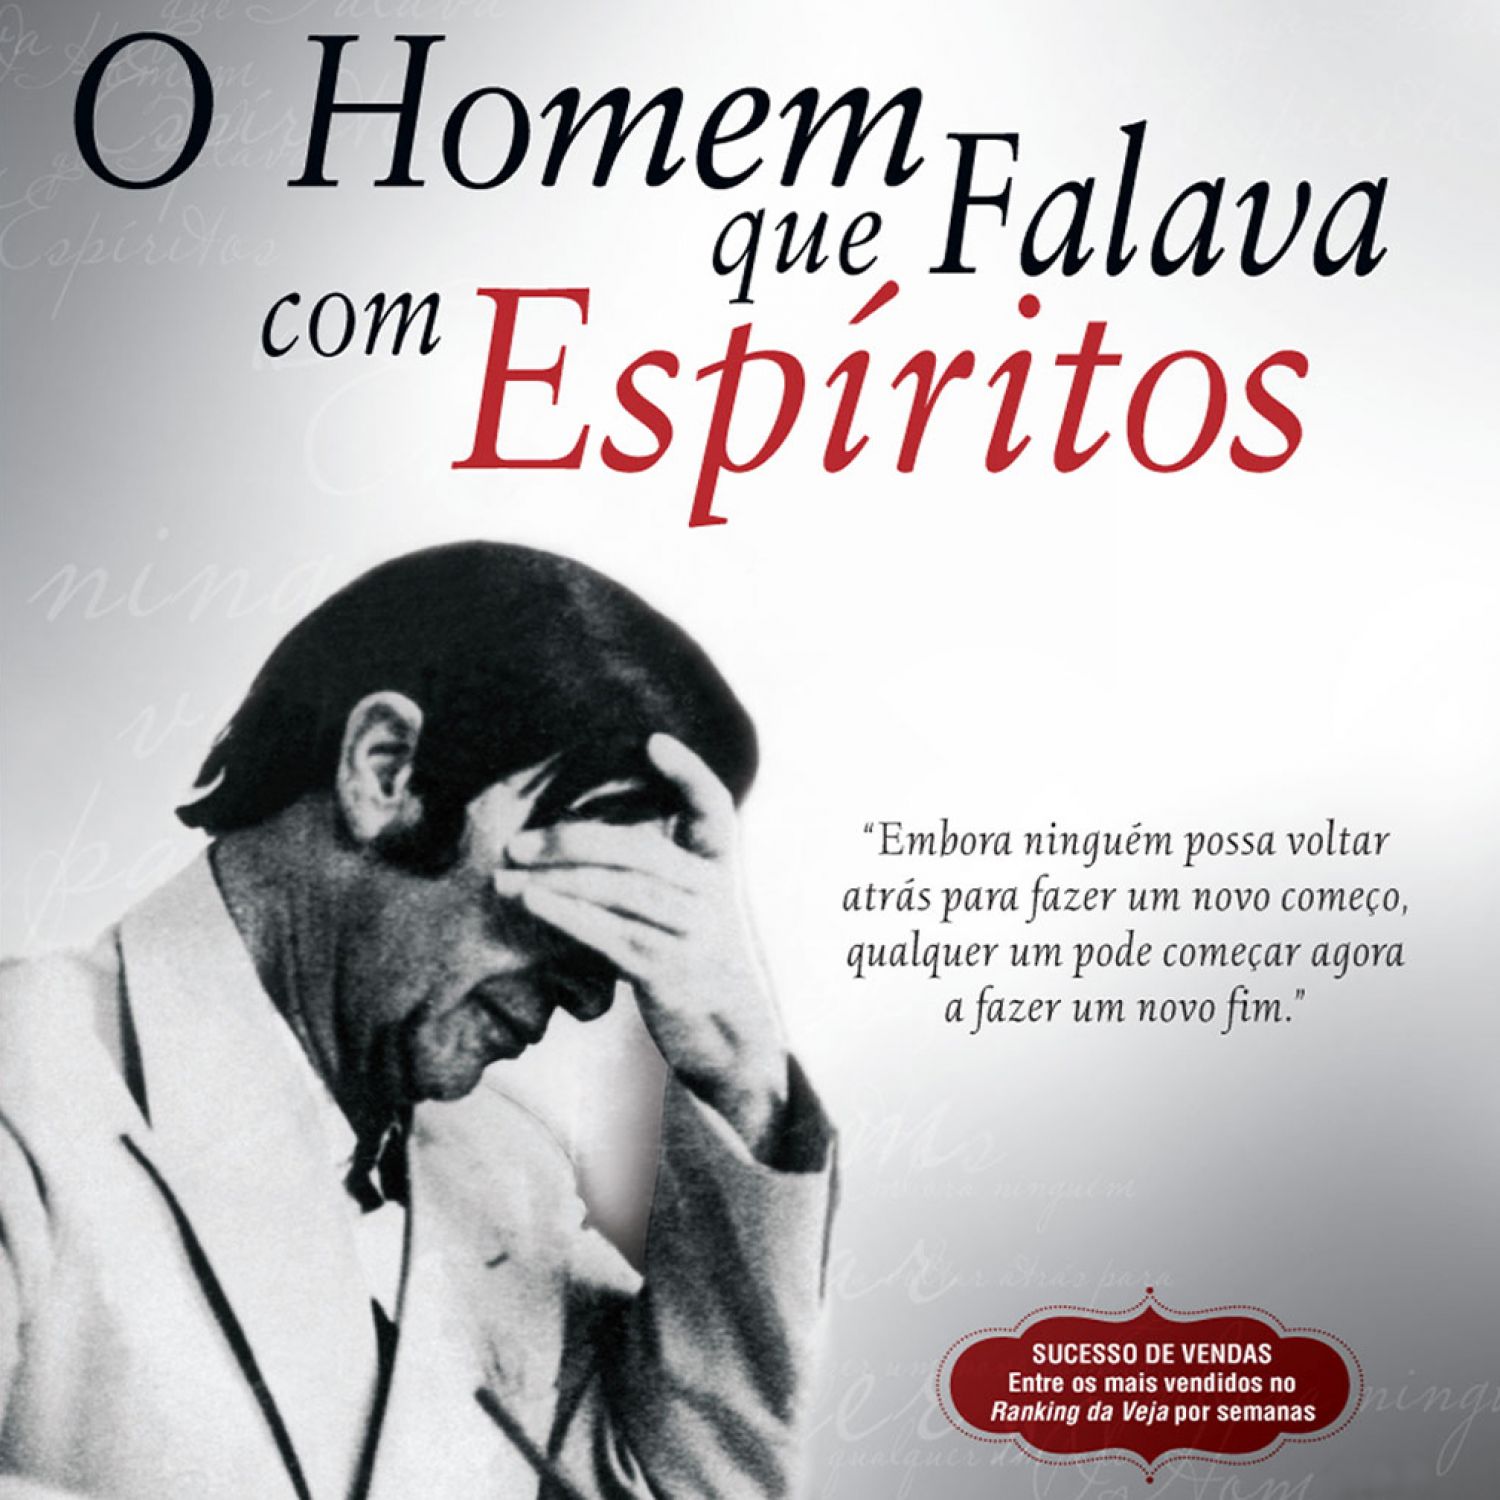 O Homem
que Falava
com Espíritos
“Embora ninguém possa voltar
atrás para fazer um novo começo,
qualquer um pode começar agora
a fazer um novo fim.”
SUCESSO DE VENDAS
Entre os mais vendidos no
Ranking da Veja por semanas